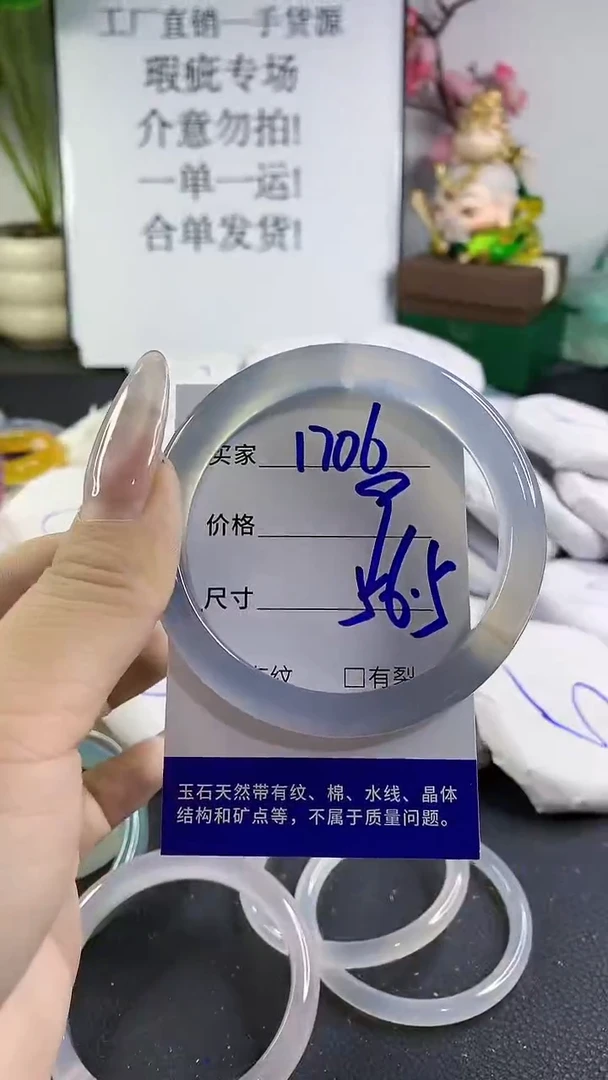 工厂直销一手货源
瑕疵专场
介意勿拍!
一单一运!
合单发货!
买家 1706
价格
尺寸 56.5
有纹 □有裂
玉石天然带有纹、棉、水线、晶体
结构和矿点等，不属于质量问题。